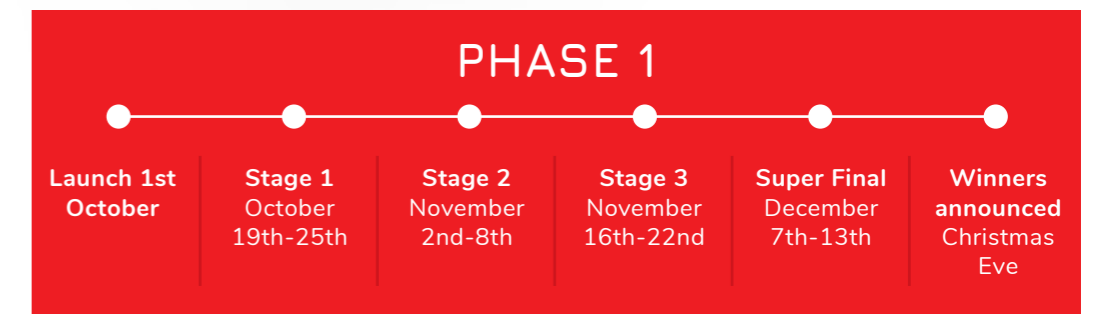 PHASE 1
Launch 1st
October
Stage 1
October
19th-25th
Stage 2
November
2nd-8th
Stage 3
November
16th-22nd
Super Final
December
7th-13th
Winners
announced
Christmas
Eve